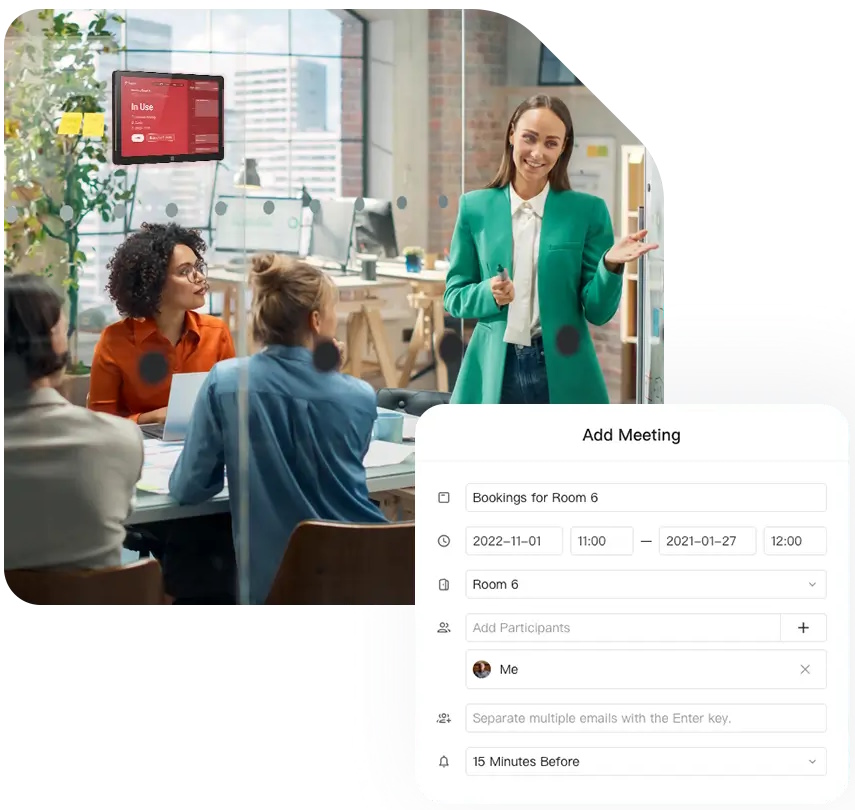 In Use
Add Meeting
Bookings for Room 6
2022-11-01 11:00 — 2021-01-27 12:00
Room 6
Add Participants
Me
Separate multiple emails with the Enter key.
15 Minutes Before